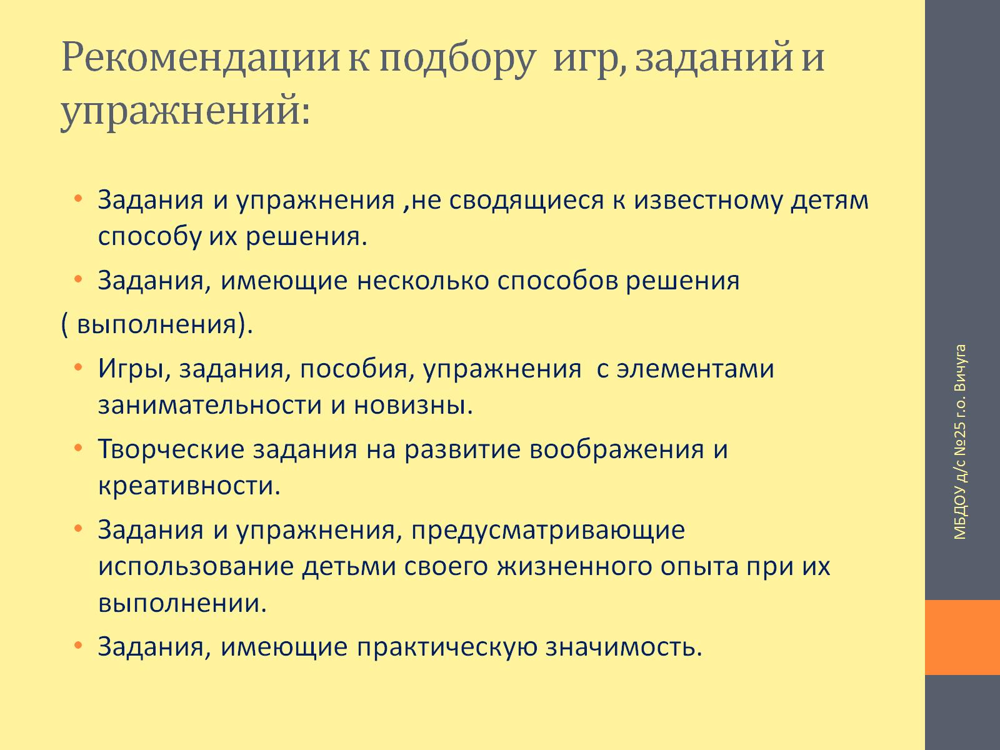 Рекомендации к подбору игр, заданий и
упражнений:
• Задания и упражнения ,не сводящиеся к известному детям
способу их решения.
• Задания, имеющие несколько способов решения
( выполнения).
• Игры, задания, пособия, упражнения с элементами
занимательности и новизны.
• Творческие задания на развитие воображения и
креативности.
• Задания и упражнения, предусматривающие
использование детьми своего жизненного опыта при их
выполнении.
• Задания, имеющие практическую значимость.
МБДОУ д/с №25 г.о. Вичуга